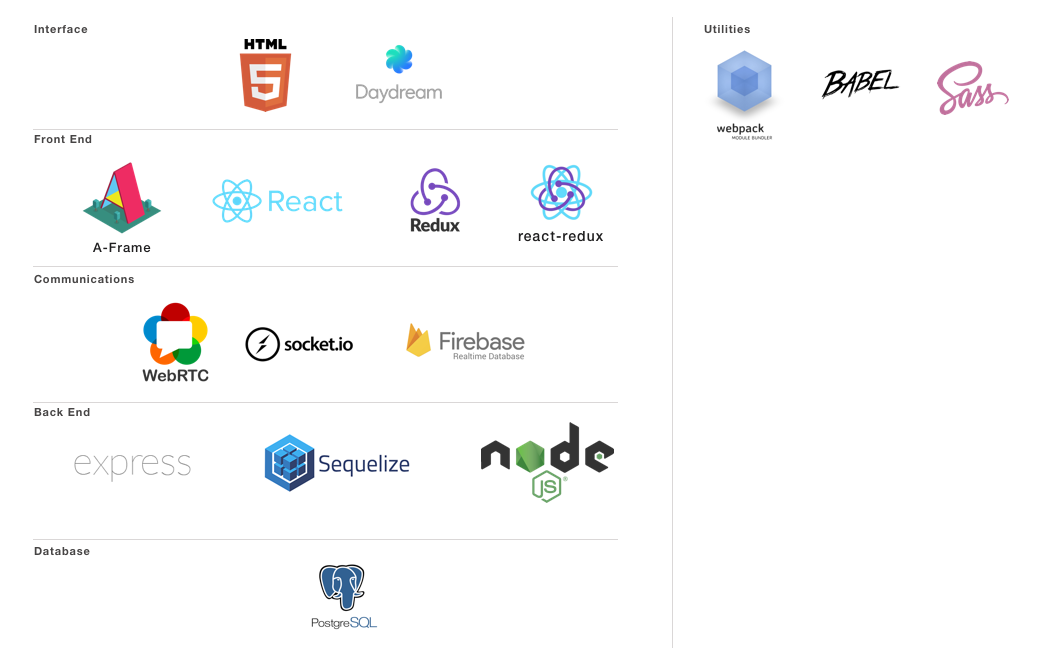 Interface
HTML
5
Daydream
Front End
A-Frame
React
Redux
react-redux
Communications
WebRTC
socket.io
Firebase
Realtime Database
Back End
express
Sequelize
node
JS®
Database
PostgreSQL
Utilities
webpack
MODULE BUNDLER
BABEL
Sass